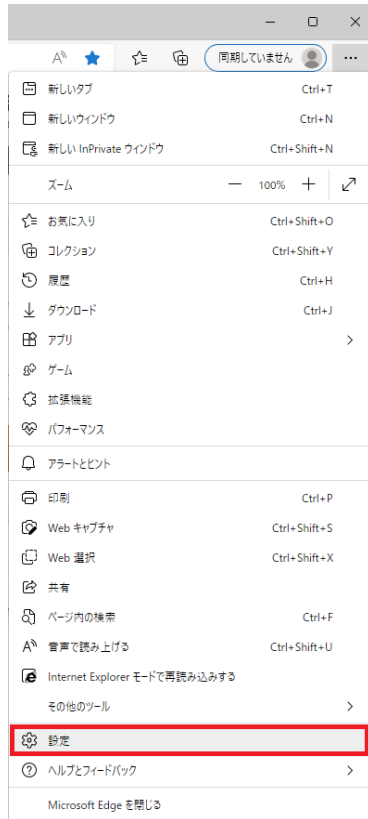 同期していません
新しいタブ Ctrl+T
新しいウィンドウ Ctrl+N
新しい InPrivate ウィンドウ Ctrl+Shift+N
ズーム 100%
お気に入り Ctrl+Shift+O
コレクション Ctrl+Shift+Y
履歴 Ctrl+H
ダウンロード Ctrl+J
アプリ
ゲーム
拡張機能
パフォーマンス
アラートとヒント
印刷 Ctrl+P
Web キャプチャ Ctrl+Shift+S
Web 選択 Ctrl+Shift+X
共有
ページ内の検索 Ctrl+F
音声で読み上げる Ctrl+Shift+U
Internet Explorer モードで再読み込みする
その他のツール
設定
ヘルプとフィードバック
Microsoft Edge を閉じる